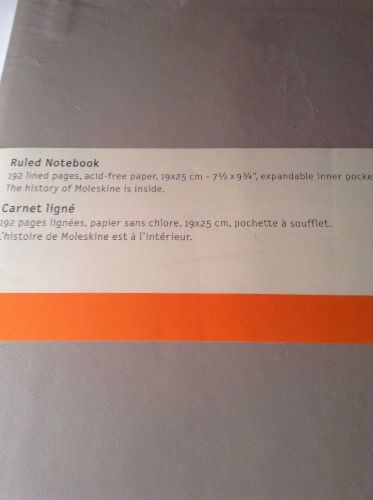 Ruled Notebook
192 lined pages, acid-free paper, 19x25 cm - 7½ x 9¾", expandable inner pocke
The history of Moleskine is inside.
Carnet ligné
192 pages lignées, papier sans chlore, 19x25 cm, pochette à soufflet.
L'histoire de Moleskine est à l'intérieur.